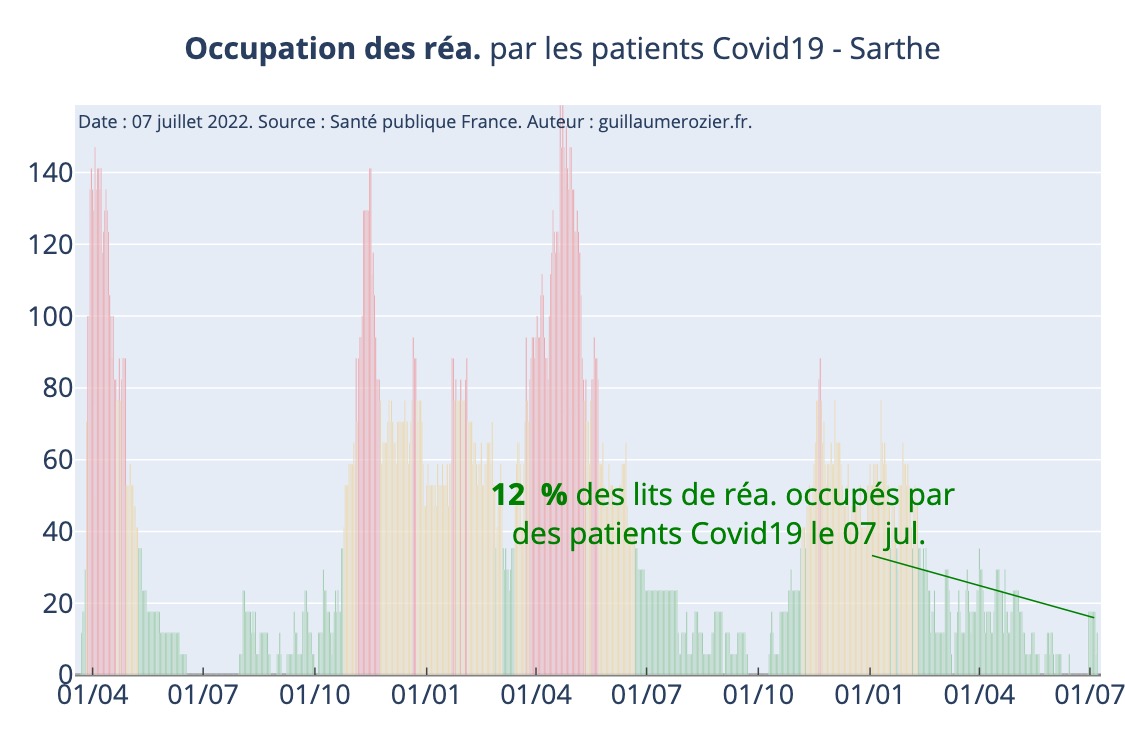 Occupation des réa. par les patients Covid19 - Sarthe
Date : 07 juillet 2022. Source : Santé publique France. Auteur : guillaumerozier.fr.
140
120
100
80
60
12  % des lits de réa. occupés par
des patients Covid19 le 07 jul.
40
20
0
01/04 01/07 01/10 01/01 01/04 01/07 01/10 01/01 01/04 01/07